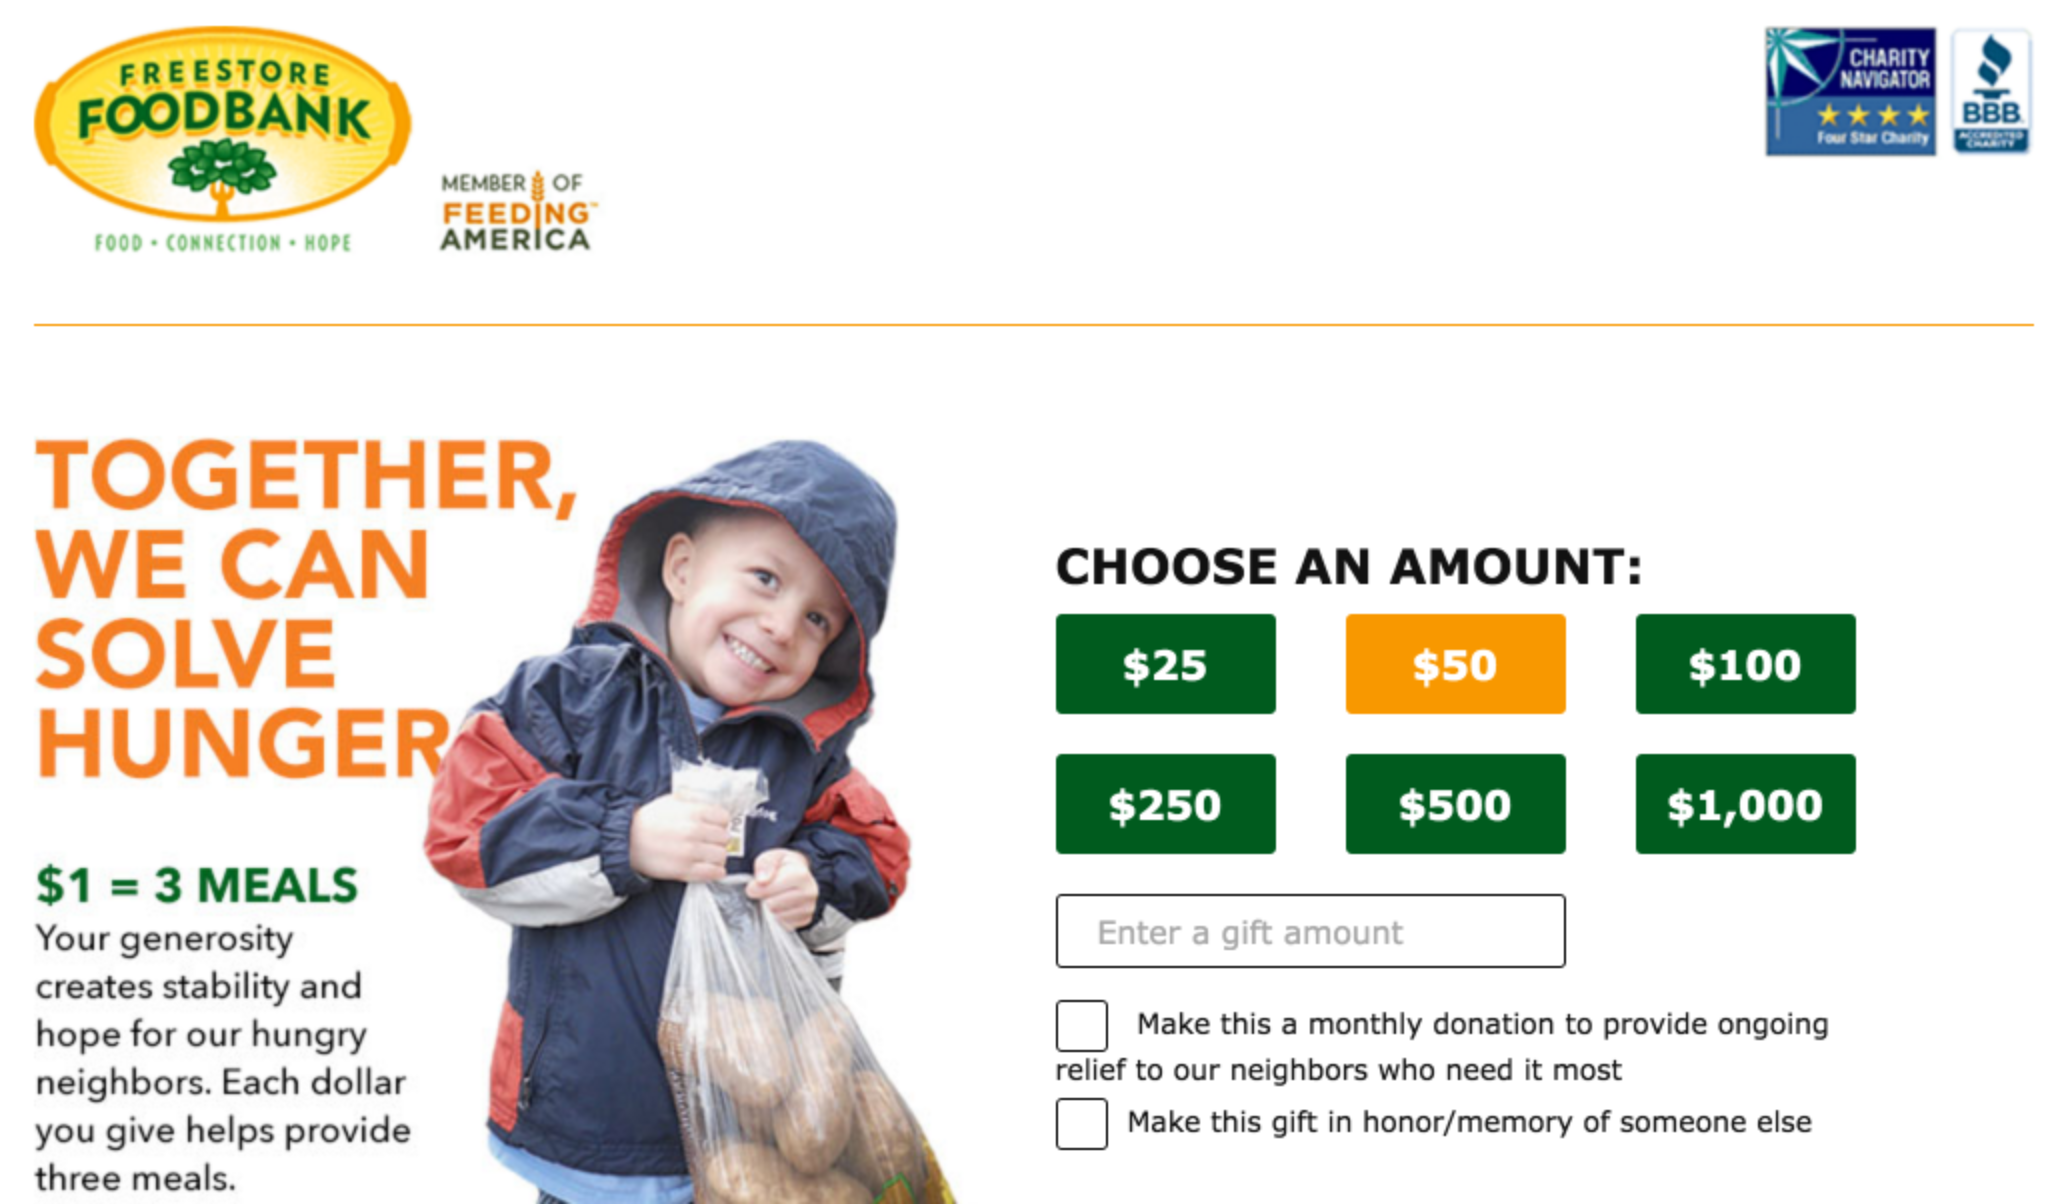 FREESTORE
FOODBANK
FOOD • CONNECTION • HOPE
MEMBER OF
FEEDING™
AMERICA
CHARITY
NAVIGATOR
Four Star Charity
BBB.
ACCREDITED
CHARITY
TOGETHER,
WE CAN
SOLVE
HUNGER
$1 = 3 MEALS
Your generosity
creates stability and
hope for our hungry
neighbors. Each dollar
you give helps provide
three meals.
CHOOSE AN AMOUNT:
$25 $50 $100
$250 $500 $1,000
Enter a gift amount
Make this a monthly donation to provide ongoing
relief to our neighbors who need it most
Make this gift in honor/memory of someone else